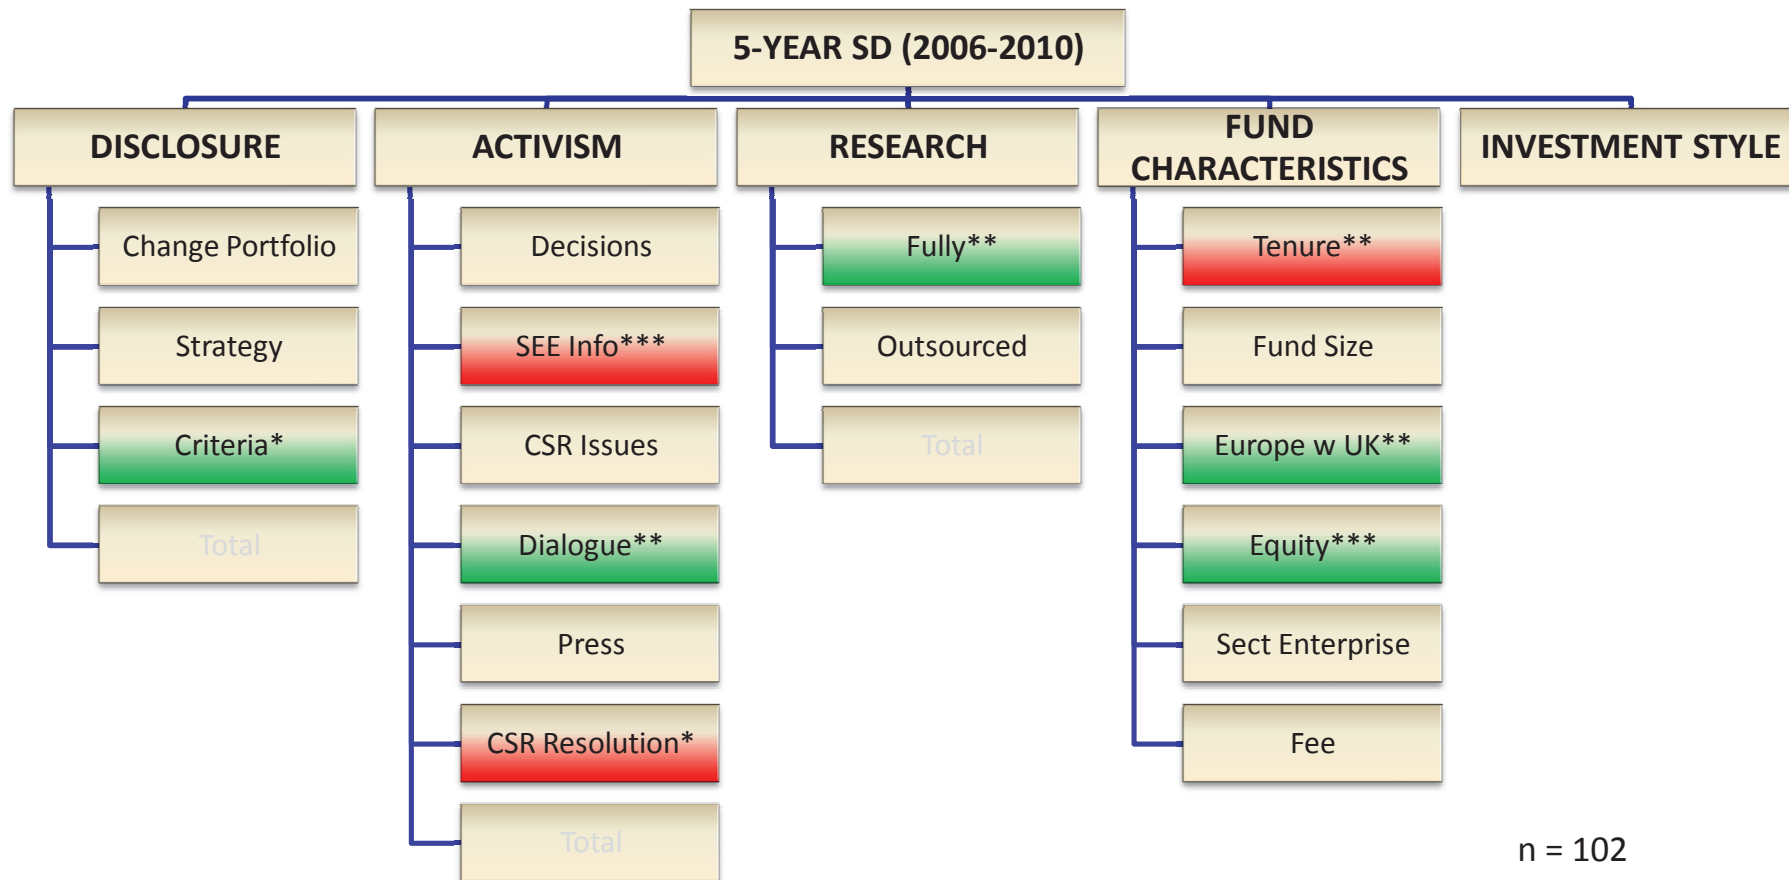 5-YEAR SD (2006-2010)
DISCLOSURE
Change Portfolio
Strategy
Criteria*
Total
ACTIVISM
Decisions
SEE Info***
CSR Issues
Dialogue**
Press
CSR Resolution*
Total
RESEARCH
Fully**
Outsourced
Total
FUND
CHARACTERISTICS
Tenure**
Fund Size
Europe w UK**
Equity***
Sect Enterprise
Fee
INVESTMENT STYLE
n = 102